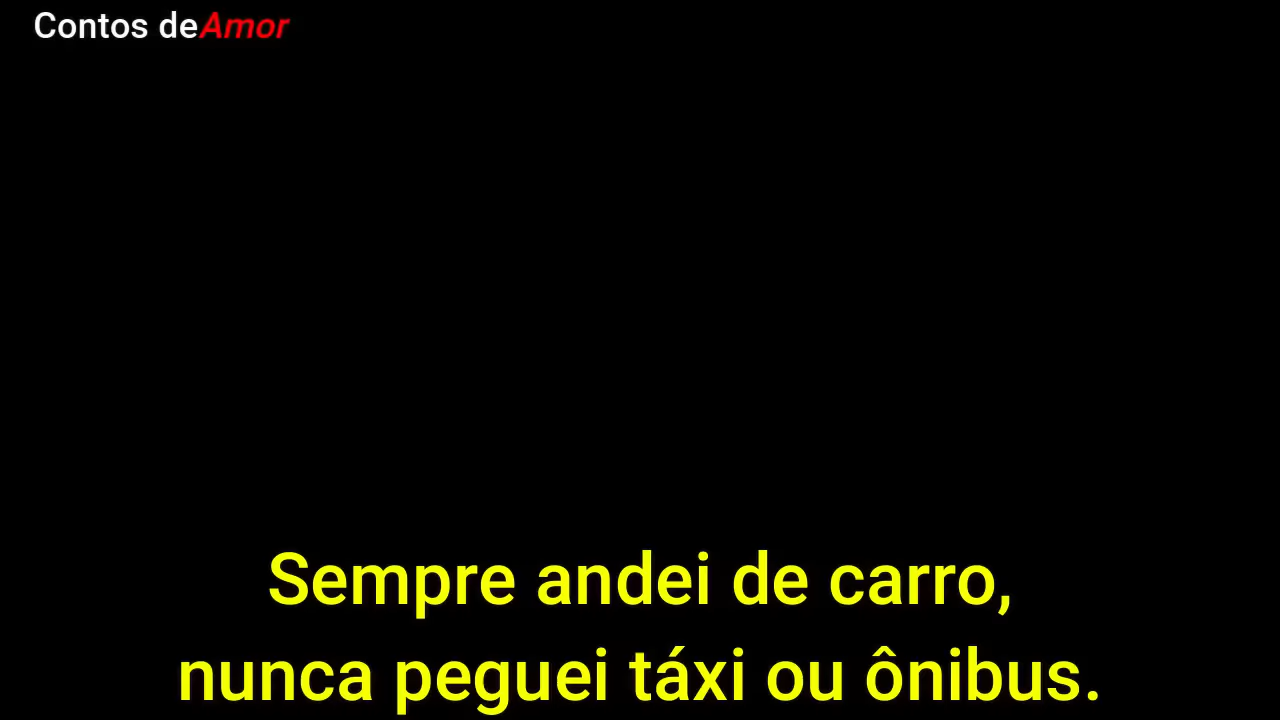 Contos deAmor
Sempre andei de carro,
nunca peguei táxi ou ônibus.